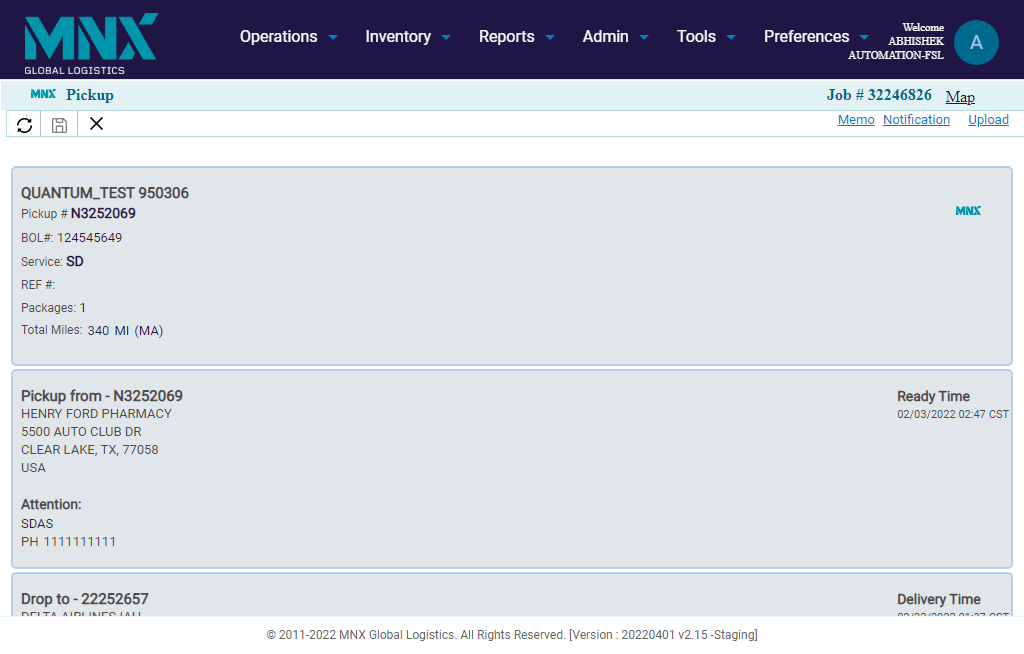 MNX
GLOBAL LOGISTICS
Operations
Inventory
Reports
Admin
Tools
Preferences
Welcome
ABHISHEK
AUTOMATION-FSL
A
MNX Pickup
Job # 32246826 Map
Memo Notification Upload
QUANTUM_TEST 950306
Pickup # N3252069
MNX
BOL#: 124545649
Service: SD
REF #:
Packages: 1
Total Miles: 340 MI (MA)
Pickup from - N3252069
Ready Time
HENRY FORD PHARMACY
02/03/2022 02:47 CST
5500 AUTO CLUB DR
CLEAR LAKE, TX, 77058
USA
Attention:
SDAS
PH 1111111111
Drop to - 22252657
Delivery Time
DELTA AIRLINES IAH
© 2011-2022 MNX Global Logistics. All Rights Reserved. [Version : 20220401 v2.15 -Staging]